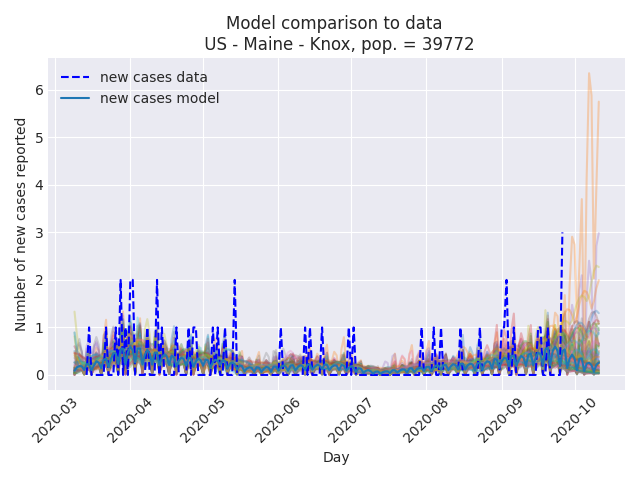 Model comparison to data
US - Maine - Knox, pop. = 39772
new cases data
new cases model
Number of new cases reported
6
5
4
3
2
1
0
2020-03
2020-04
2020-05
2020-06
2020-07
2020-08
2020-09
2020-10
Day